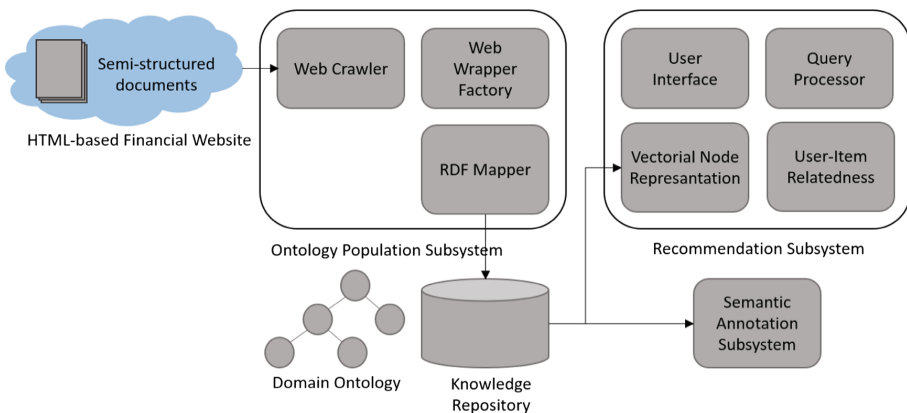 Semi-structured
documents
HTML-based Financial Website
Web Crawler
Web
Wrapper
Factory
RDF Mapper
Ontology Population Subsystem
User
Interface
Query
Processor
Vectorial Node
Represantation
User-Item
Relatedness
Recommendation Subsystem
Domain Ontology
Knowledge
Repository
Semantic
Annotation
Subsystem